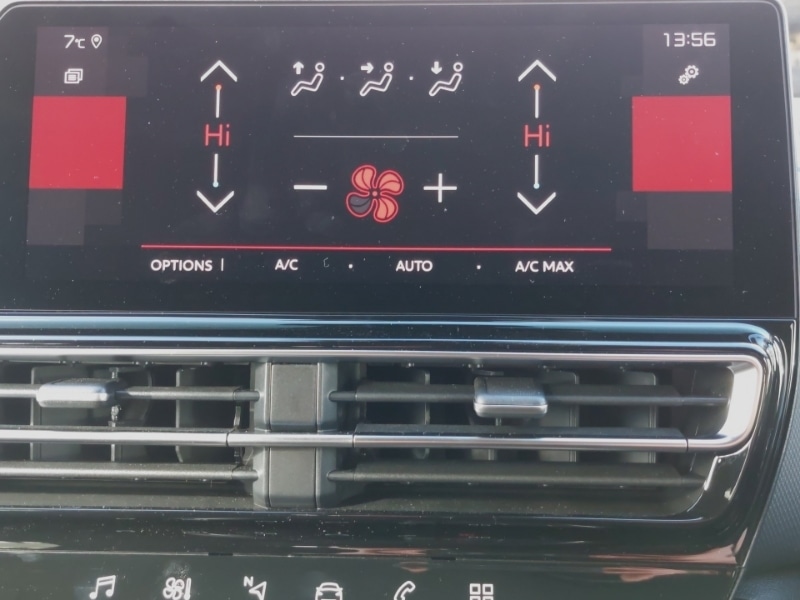 7°C 13:56
Hi Hi
OPTIONS A/C AUTO A/C MAX
N